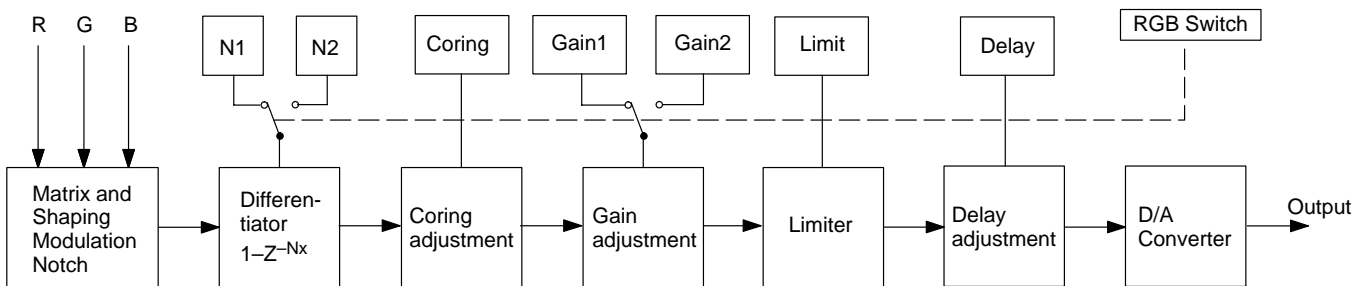 R G B
N1
N2
Coring
Gain1
Gain2
Limit
Delay
RGB Switch
Matrix and
Shaping
Modulation
Notch
Differen-
tiator
1–Z–Nx
Coring
adjustment
Gain
adjustment
Limiter
Delay
adjustment
D/A
Converter
Output